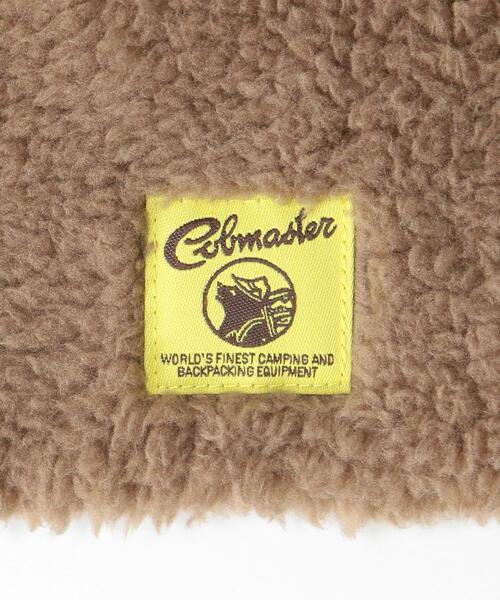 Cobmaster
WORLD'S FINEST CAMPING AND
BACKPACKING EQUIPMENT